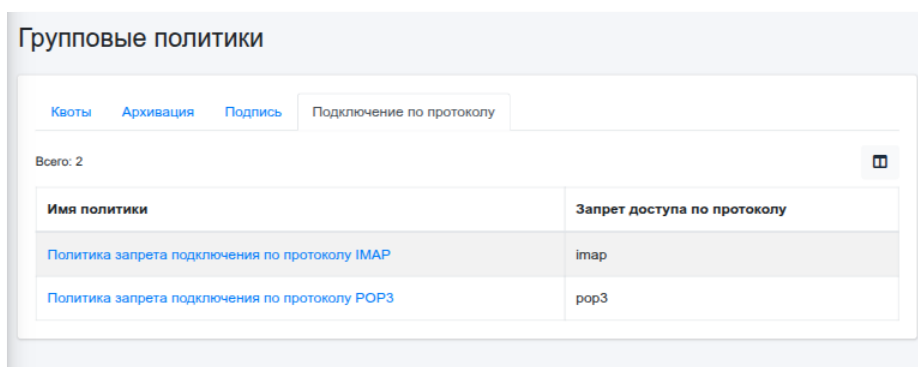 Групповые политики
Квоты Архивация Подпись Подключение по протоколу
Всего: 2
Имя политики Запрет доступа по протоколу
Политика запрета подключения по протоколу IMAP imap
Политика запрета подключения по протоколу POP3 pop3